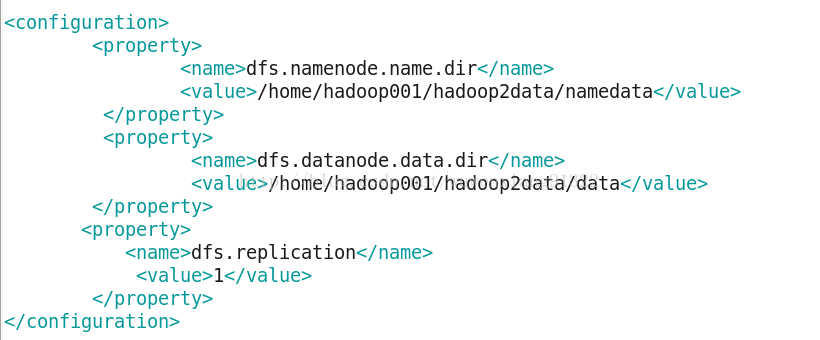 <configuration>
<property>
<name>dfs.namenode.name.dir</name>
<value>/home/hadoop001/hadoop2data/namedata</value>
</property>
<property>
<name>dfs.datanode.data.dir</name>
<value>/home/hadoop001/hadoop2data/data</value>
</property>
<property>
<name>dfs.replication</name>
<value>1</value>
</property>
</configuration>